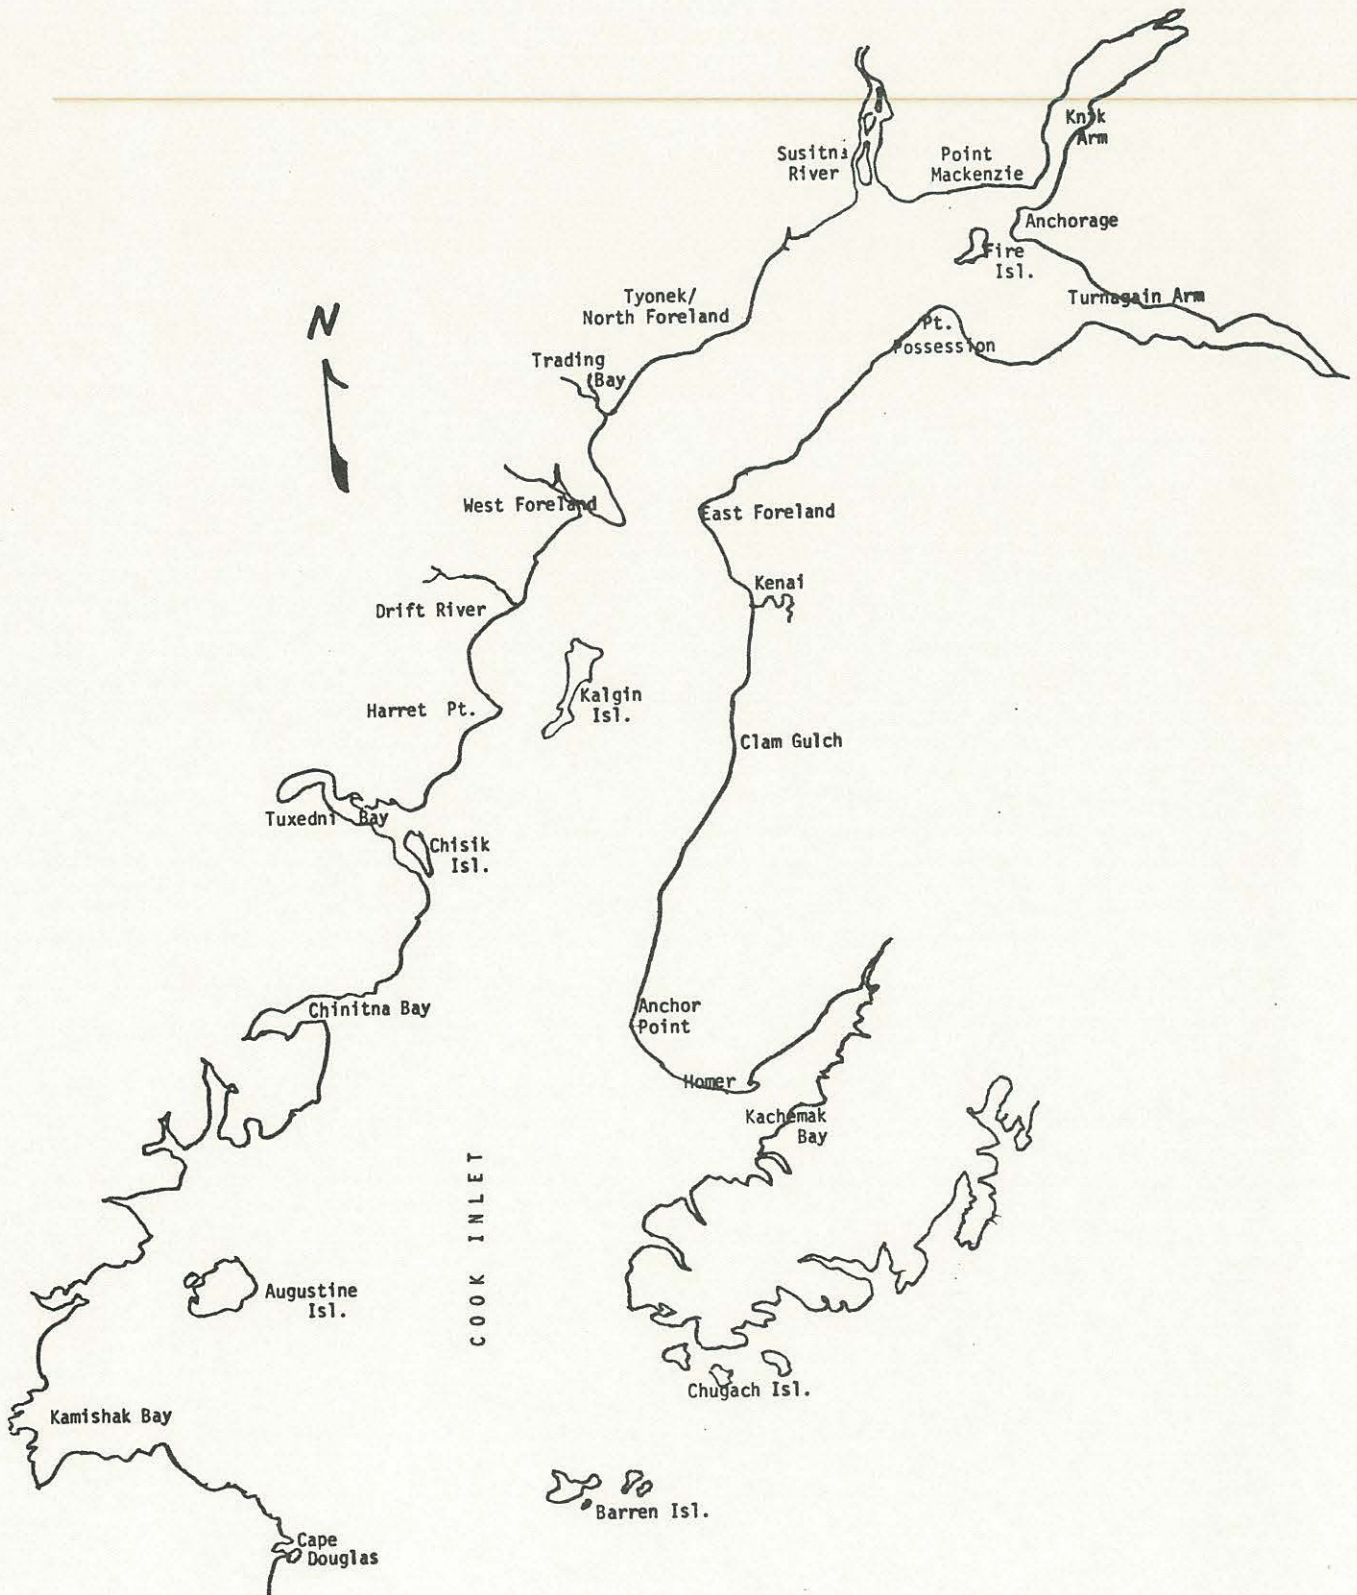 Knik
Arm
Susitna
River
Point
Mackenzie
Anchorage
Fire
Isl.
Turnagain Arm
Tyonek/
North Foreland
N
Pt.
Possession
Trading
Bay
West Foreland
East Foreland
Kenai
Drift River
Kalgin
Isl.
Harret Pt.
Clam Gulch
Tuxedni Bay
Chisik
Isl.
Chinitna Bay
Anchor
Point
Homer
Kachemak
Bay
COOK INLET
Augustine
Isl.
Chugach Isl.
Kamishak Bay
Barren Isl.
Cape
Douglas